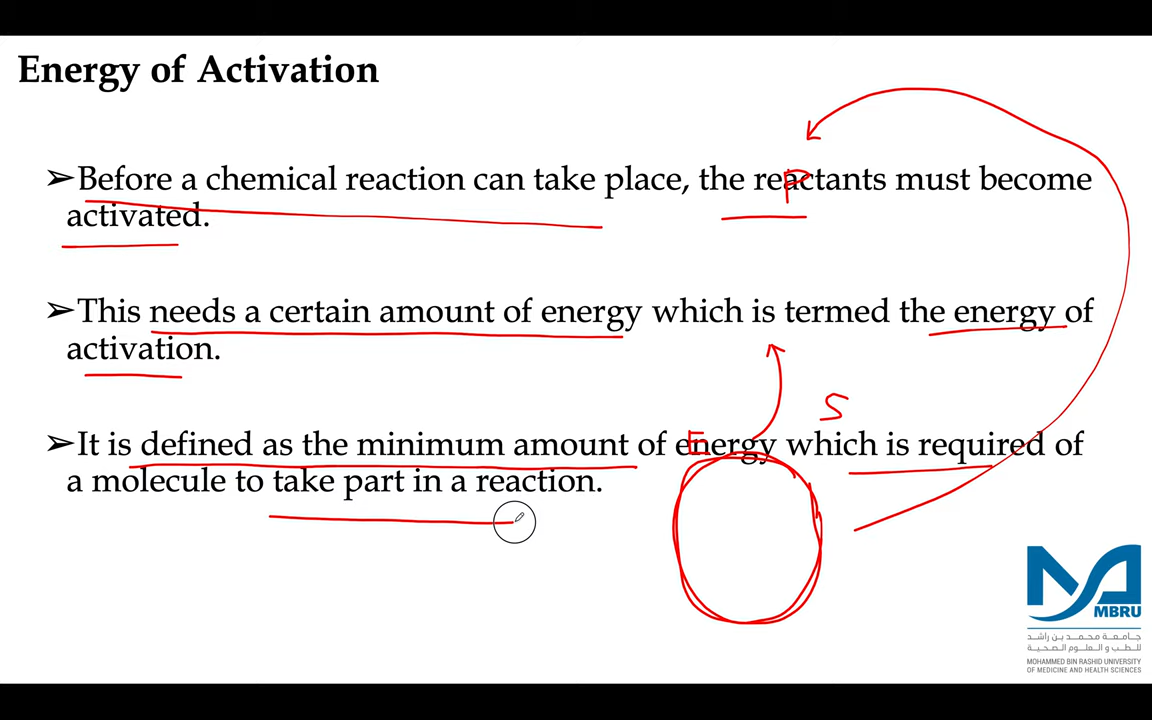 Energy of Activation
➢Before a chemical reaction can take place, the reactants must become
activated.
P
➢This needs a certain amount of energy which is termed the energy of
activation.
S
E
➢It is defined as the minimum amount of energy which is required of
a molecule to take part in a reaction.
MBRU
جامعة محمد بن راشد
للطب و العلوم الصحية
MOHAMMED BIN RASHID UNIVERSITY
OF MEDICINE AND HEALTH SCIENCES